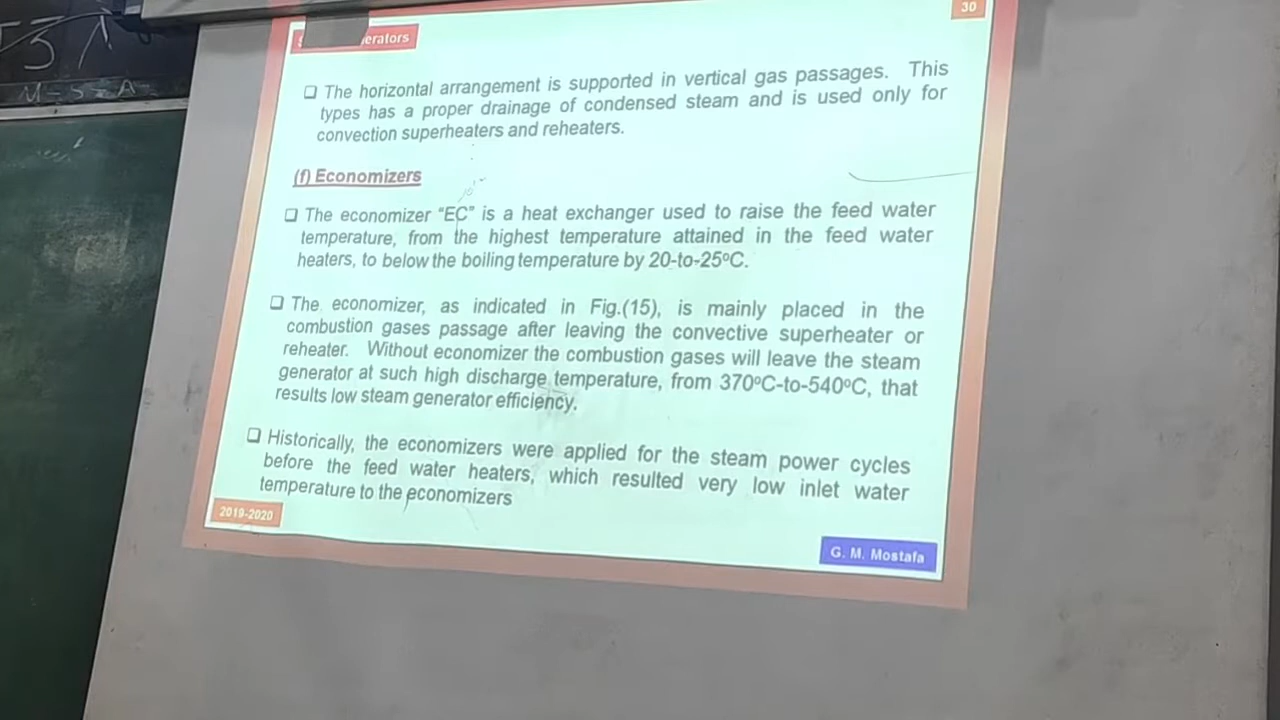 30
erators
❑ The horizontal arrangement is supported in vertical gas passages. This
types has a proper drainage of condensed steam and is used only for
convection superheaters and reheaters.
(f) Economizers
❑ The economizer “EC” is a heat exchanger used to raise the feed water
temperature, from the highest temperature attained in the feed water
heaters, to below the boiling temperature by 20-to-25ºC.
❑ The economizer, as indicated in Fig.(15), is mainly placed in the
combustion gases passage after leaving the convective superheater or
reheater. Without economizer the combustion gases will leave the steam
generator at such high discharge temperature, from 370ºC-to-540ºC, that
results low steam generator efficiency.
❑ Historically, the economizers were applied for the steam power cycles
before the feed water heaters, which resulted very low inlet water
temperature to the economizers
2019-2020
G. M. Mostafa
M-S-A